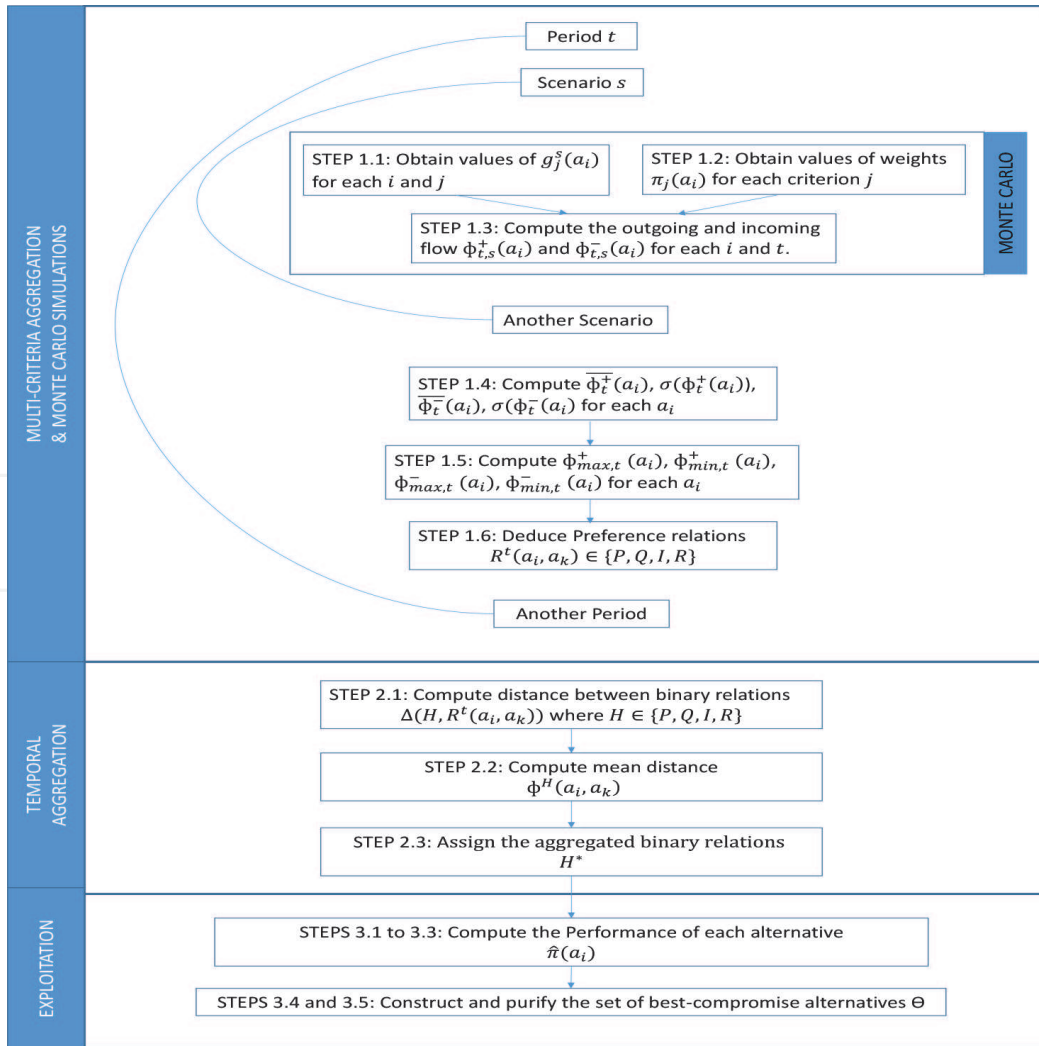 MULTI-CRITERIA AGGREGATION
& MONTE CARLO SIMULATIONS
Period t
Scenario s
MONTE CARLO
STEP 1.1: Obtain values of g_j^s(a_i)
for each i and j
STEP 1.2: Obtain values of weights
π_j(a_i) for each criterion j
STEP 1.3: Compute the outgoing and incoming
flow ϕ_{t,s}^+(a_i) and ϕ_{t,s}^-(a_i) for each i and t.
Another Scenario
STEP 1.4: Compute \overline{ϕ_t^+}(a_i), σ(ϕ_t^+(a_i)),
\overline{ϕ_t^-}(a_i), σ(ϕ_t^-(a_i) for each a_i
STEP 1.5: Compute ϕ_{max,t}^+ (a_i), ϕ_{min,t}^+ (a_i),
ϕ_{max,t}^- (a_i), ϕ_{min,t}^- (a_i) for each a_i
STEP 1.6: Deduce Preference relations
R^t(a_i, a_k) ∈ {P, Q, I, R}
Another Period
TEMPORAL
AGGREGATION
STEP 2.1: Compute distance between binary relations
Δ(H, R^t(a_i, a_k)) where H ∈ {P, Q, I, R}
STEP 2.2: Compute mean distance
ϕ^H(a_i, a_k)
STEP 2.3: Assign the aggregated binary relations
H*
EXPLOITATION
STEPS 3.1 to 3.3: Compute the Performance of each alternative
π̂(a_i)
STEPS 3.4 and 3.5: Construct and purify the set of best-compromise alternatives Θ